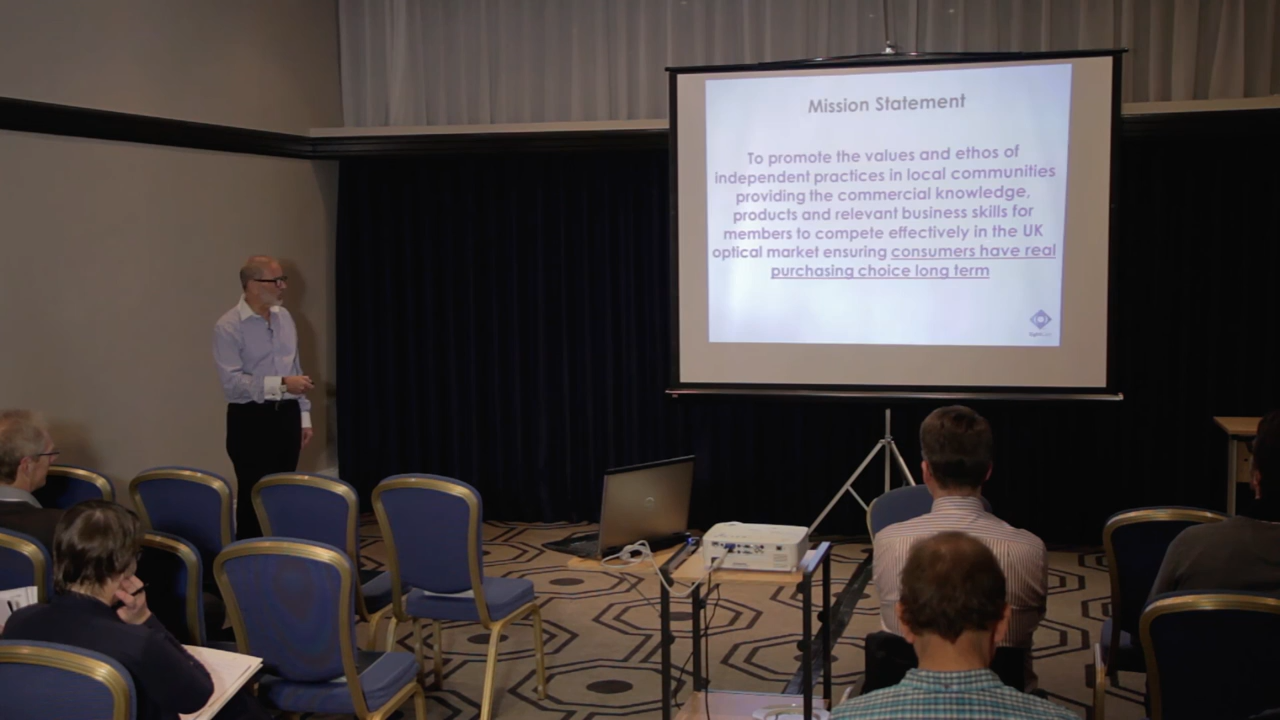 Mission Statement
To promote the values and ethos of
independent practices in local communities
providing the commercial knowledge,
products and relevant business skills for
members to compete effectively in the UK
optical market ensuring consumers have real
purchasing choice long term